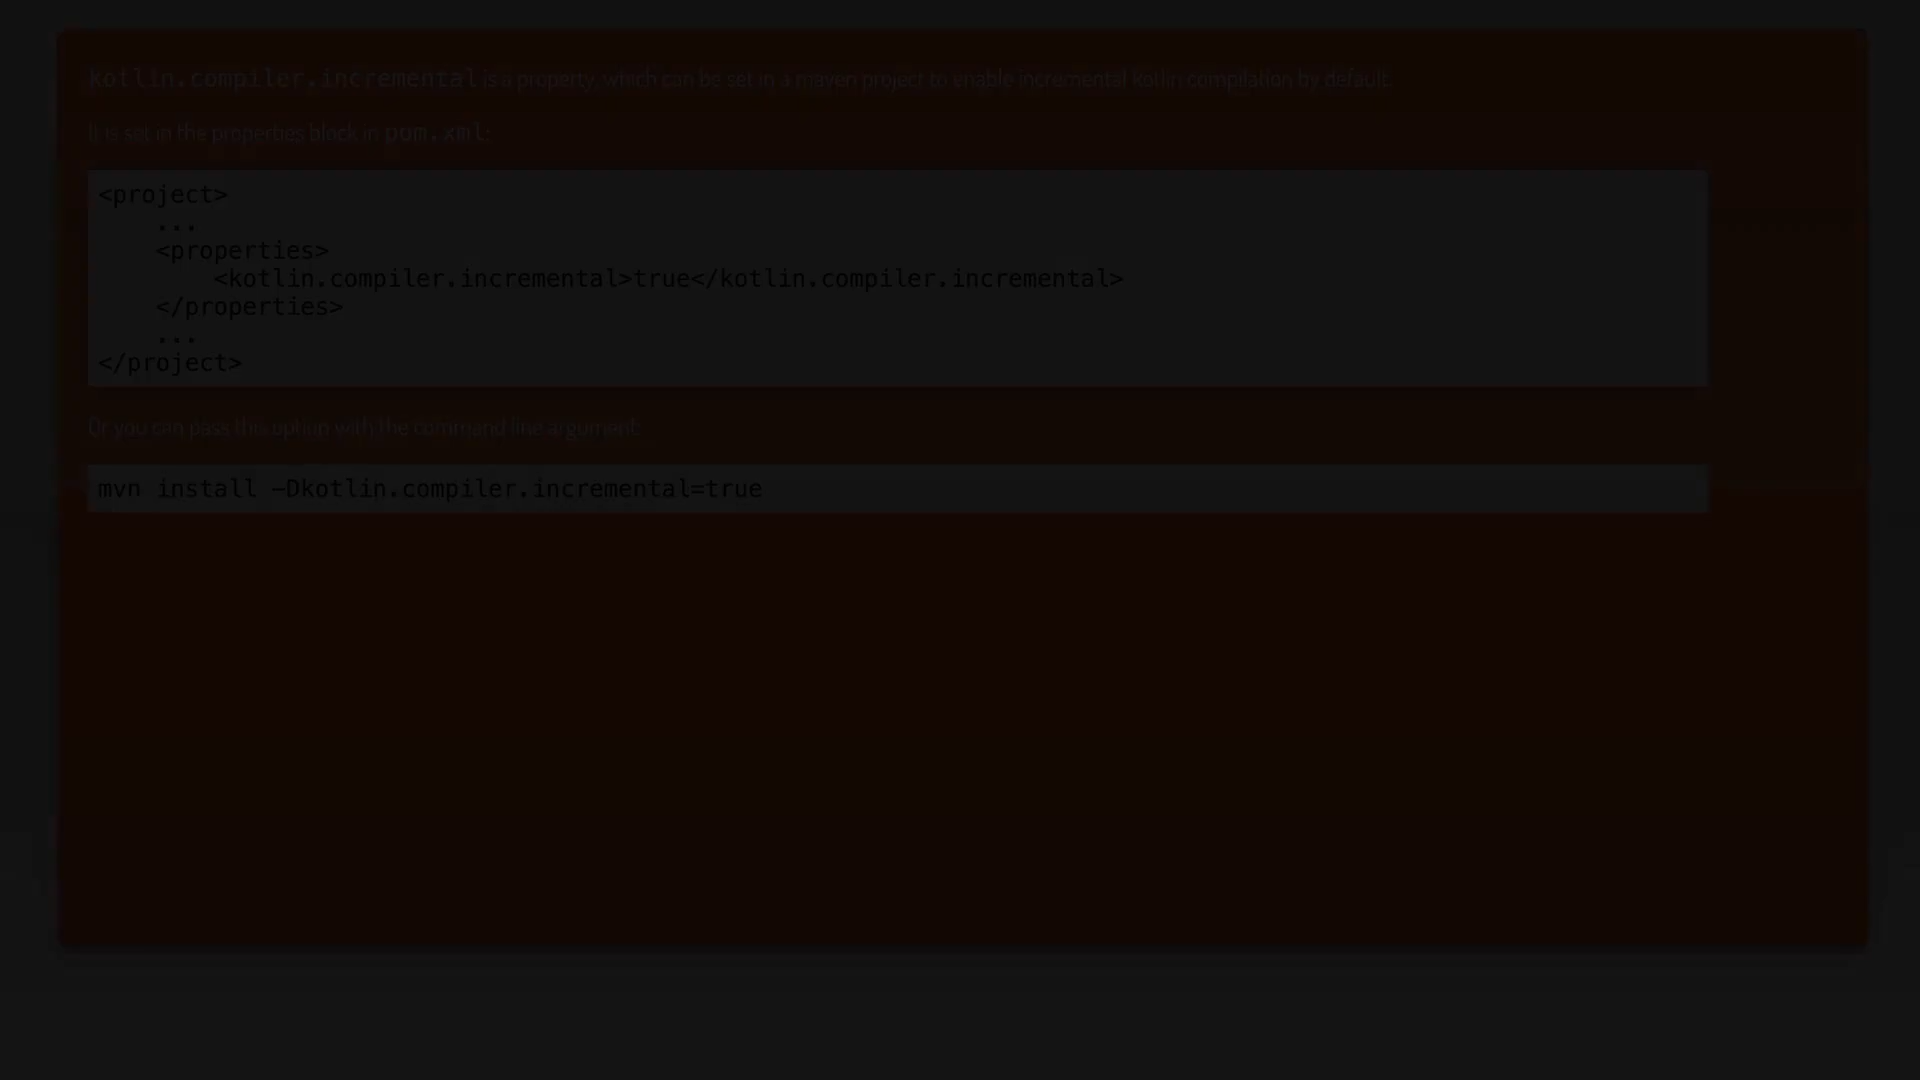 kotlin.compiler.incremental is a property, which can be set in a maven project to enable incremental kotlin compilation by default.
It is set in the properties block in pom.xml:
<project>
    ...
    <properties>
        <kotlin.compiler.incremental>true</kotlin.compiler.incremental>
    </properties>
    ...
</project>
Or you can pass this option with the command line argument:
mvn install –Dkotlin.compiler.incremental=true